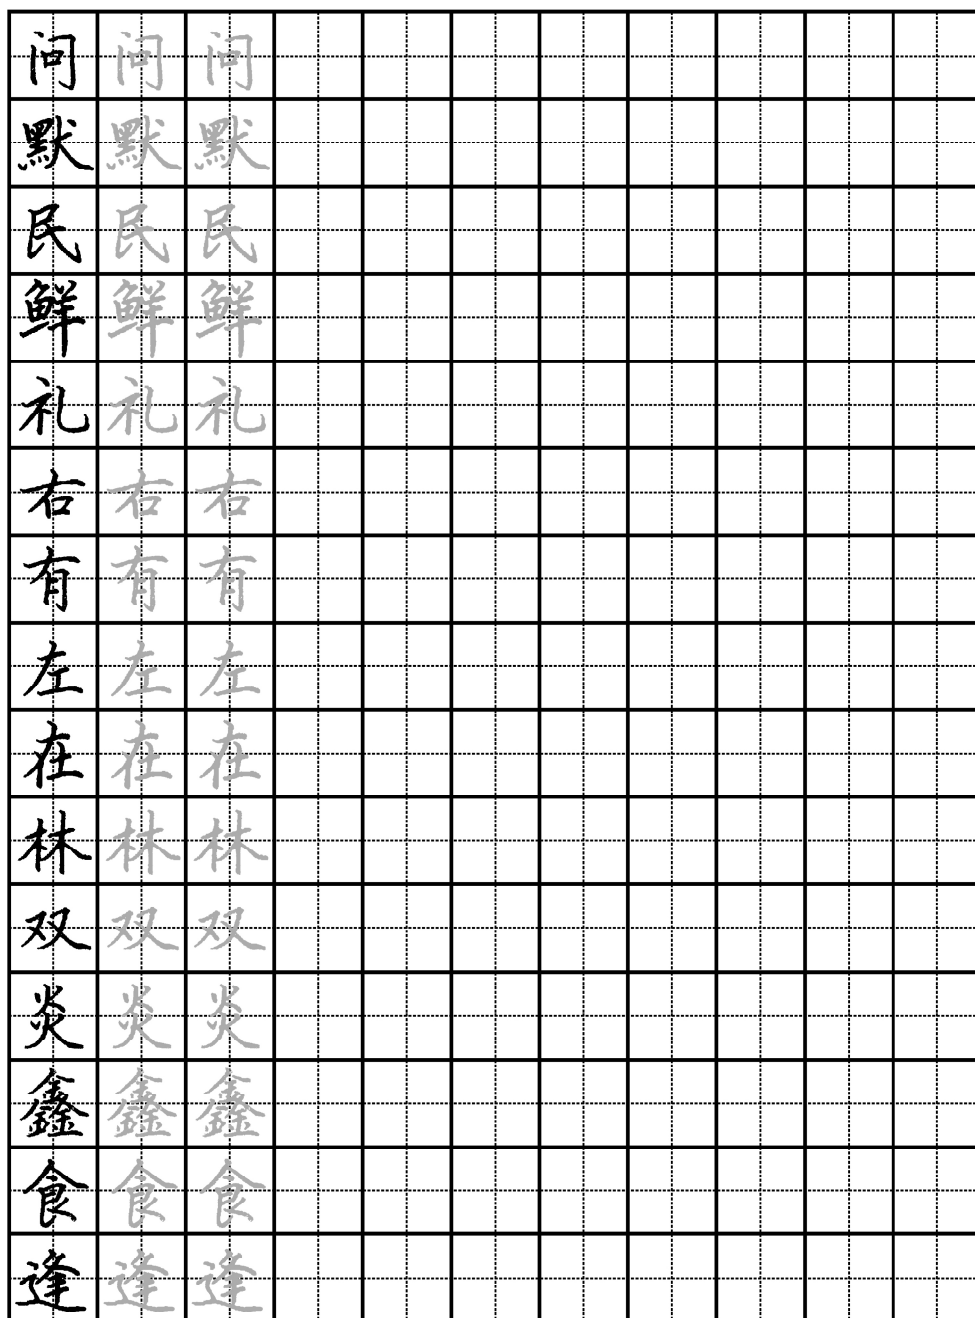 问 问 问
默 默 默
民 民 民
鲜 鲜 鲜
礼 礼 礼
右 右 右
有 有 有
左 左 左
在 在 在
林 林 林
双 双 双
炎 炎 炎
鑫 鑫 鑫
食 食 食
逢 逢 逢